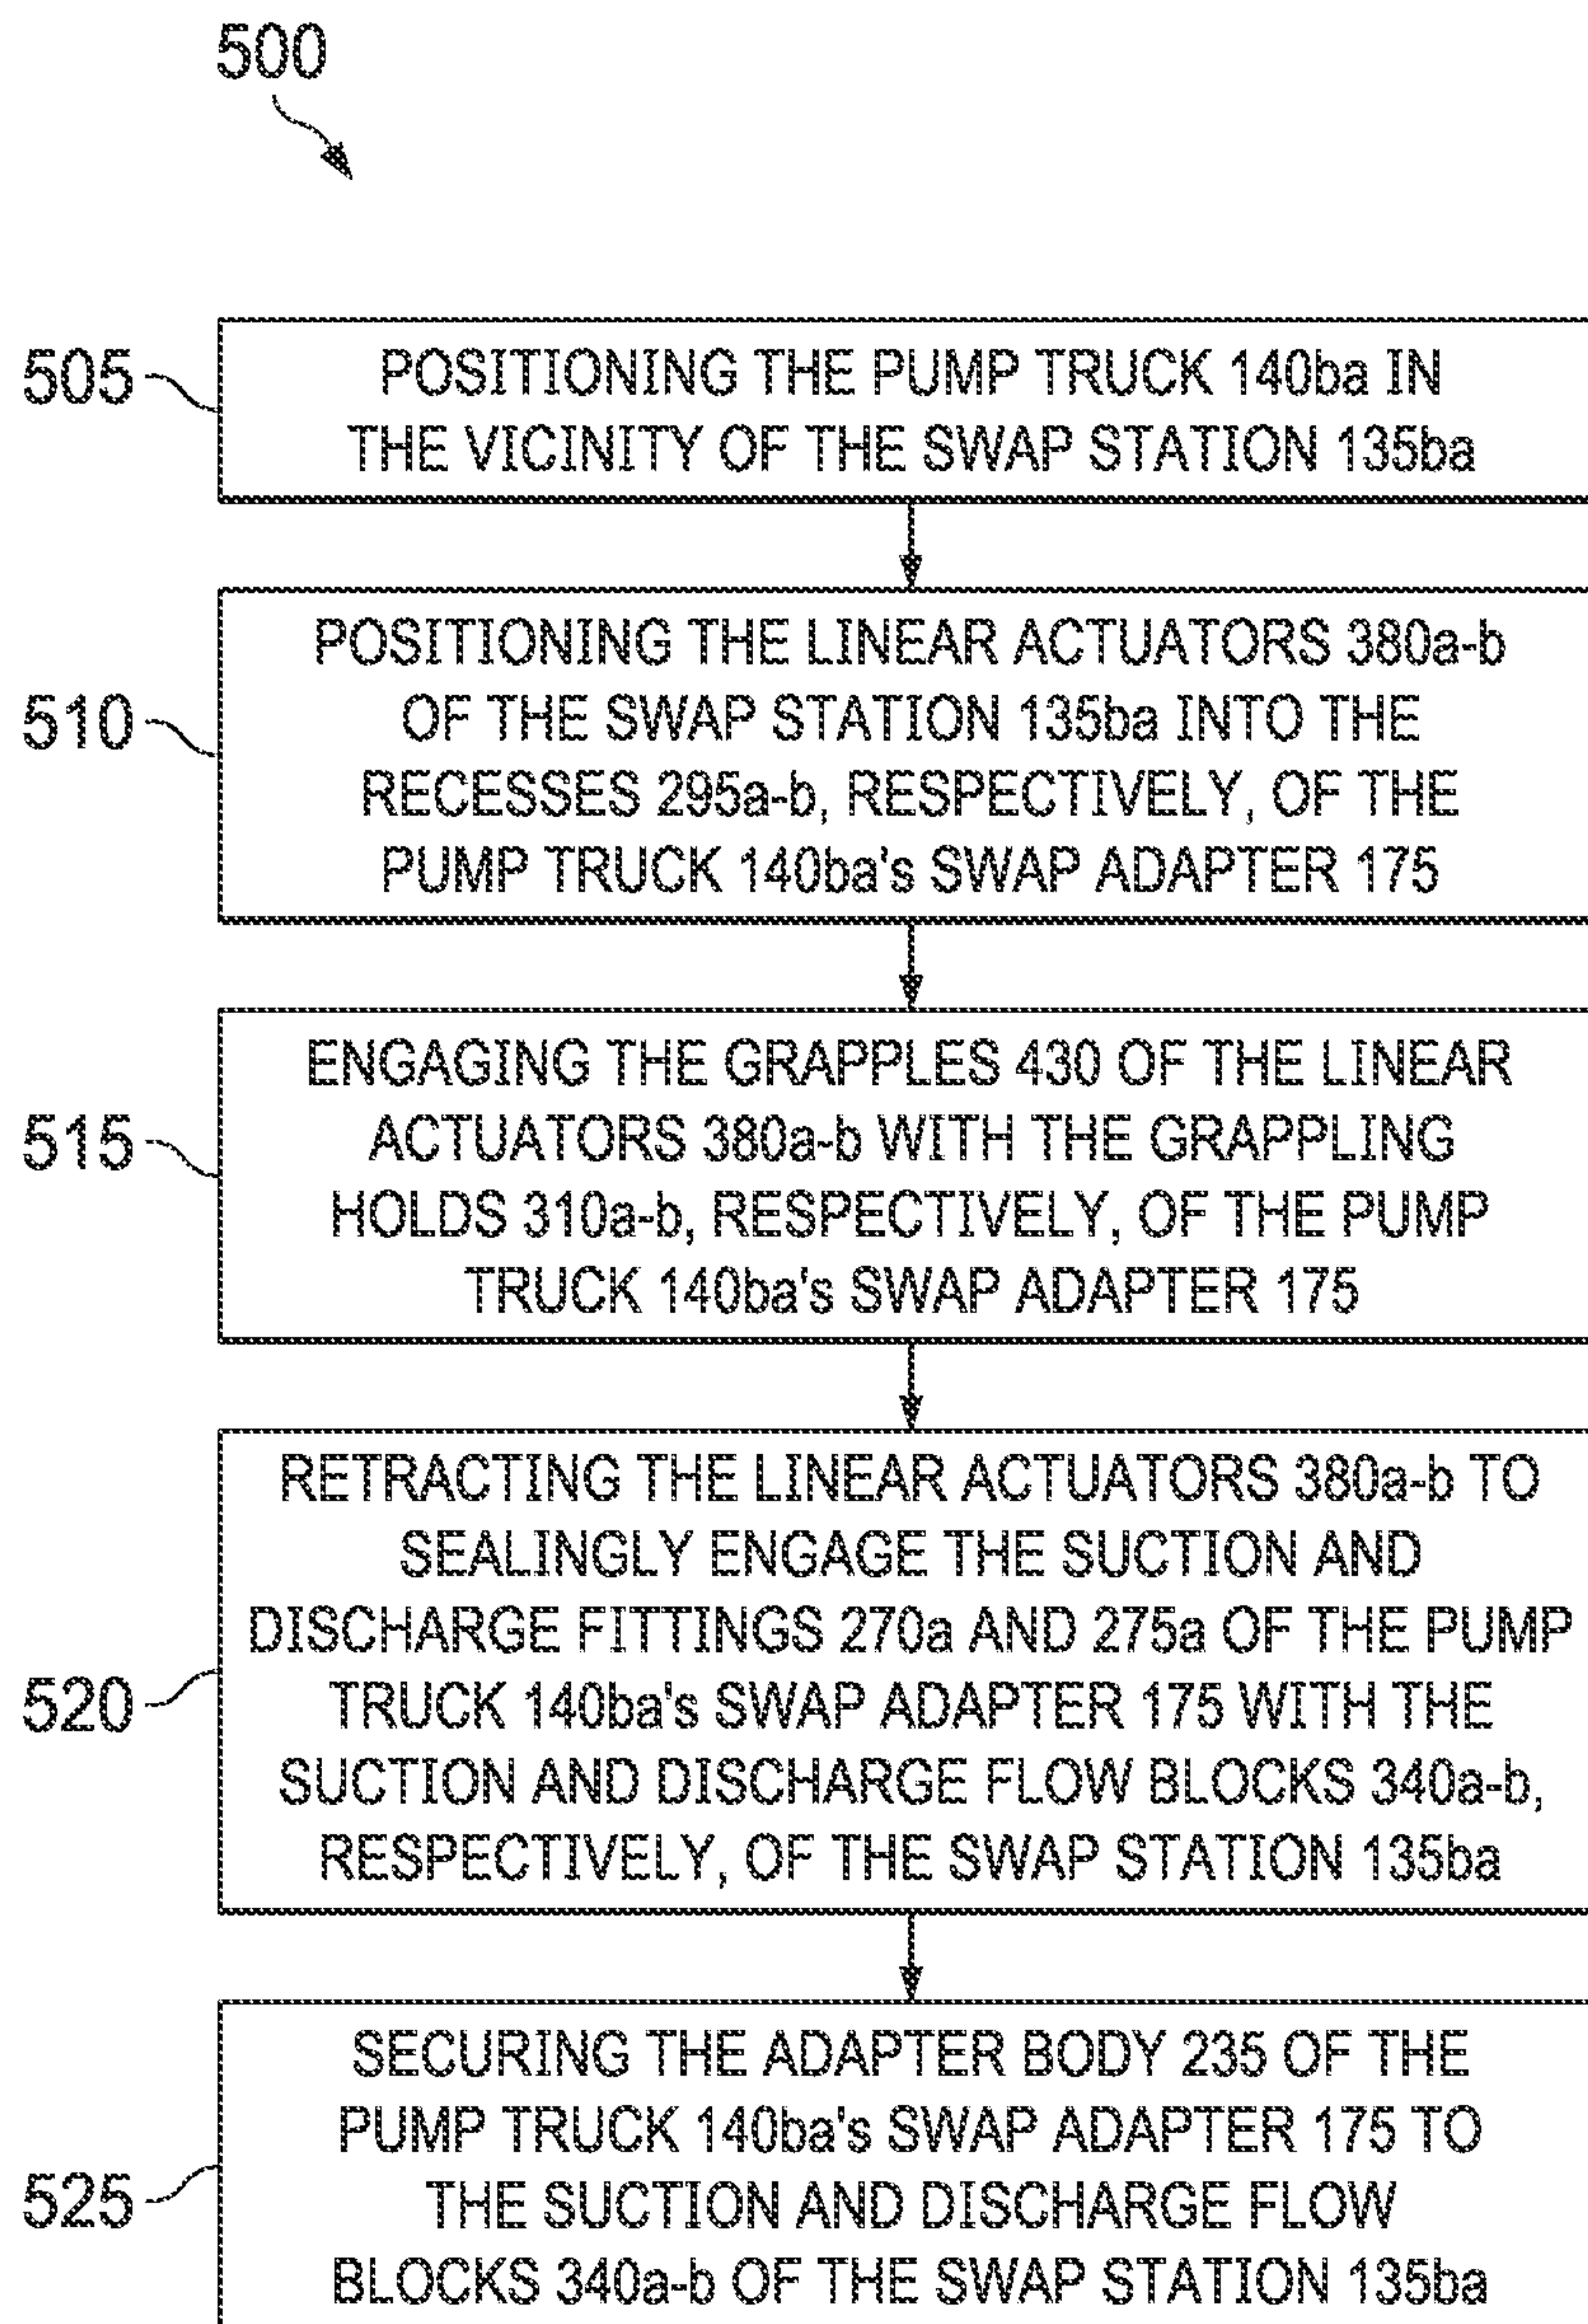 500
505
POSITIONING THE PUMP TRUCK 140ba IN
THE VICINITY OF THE SWAP STATION 135ba
510
POSITIONING THE LINEAR ACTUATORS 380a-b
OF THE SWAP STATION 135ba INTO THE
RECESSES 295a-b, RESPECTIVELY, OF THE
PUMP TRUCK 140ba's SWAP ADAPTER 175
515
ENGAGING THE GRAPPLES 430 OF THE LINEAR
ACTUATORS 380a-b WITH THE GRAPPLING
HOLDS 310a-b, RESPECTIVELY, OF THE PUMP
TRUCK 140ba's SWAP ADAPTER 175
520
RETRACTING THE LINEAR ACTUATORS 380a-b TO
SEALINGLY ENGAGE THE SUCTION AND
DISCHARGE FITTINGS 270a AND 275a OF THE PUMP
TRUCK 140ba's SWAP ADAPTER 175 WITH THE
SUCTION AND DISCHARGE FLOW BLOCKS 340a-b,
RESPECTIVELY, OF THE SWAP STATION 135ba
525
SECURING THE ADAPTER BODY 235 OF THE
PUMP TRUCK 140ba's SWAP ADAPTER 175 TO
THE SUCTION AND DISCHARGE FLOW
BLOCKS 340a-b OF THE SWAP STATION 135ba